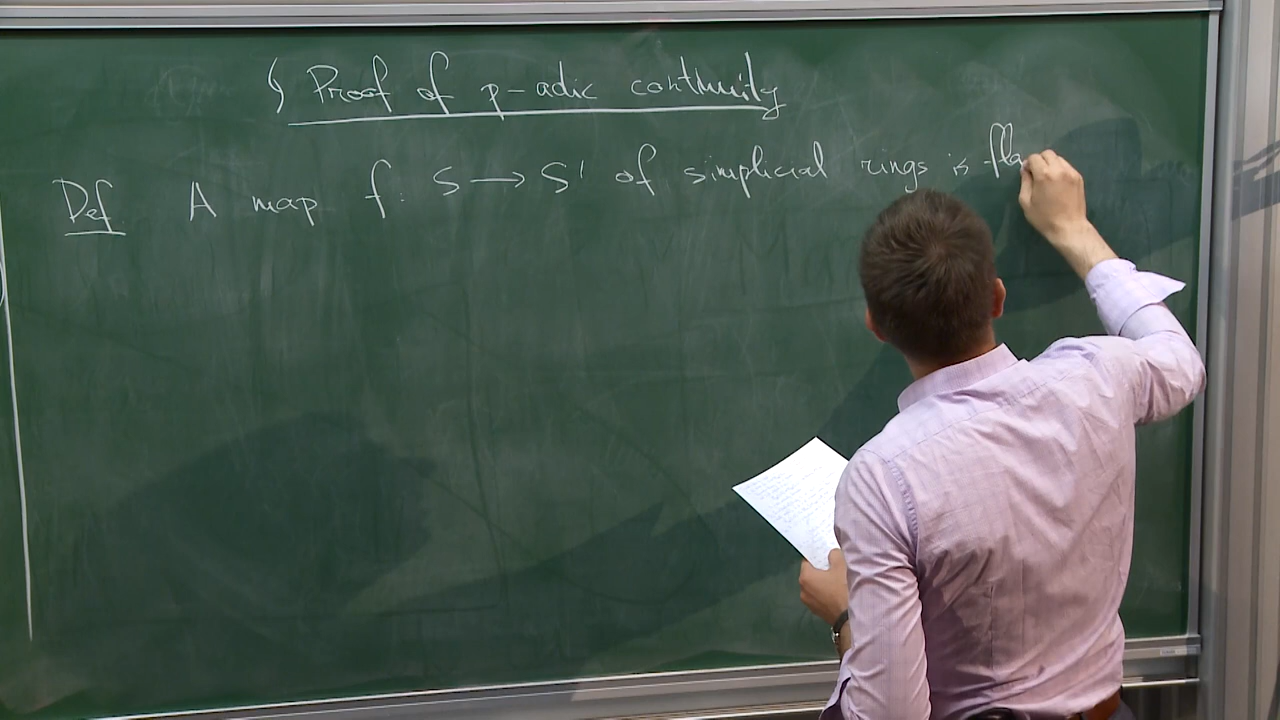 § Proof of p-adic continuity
Def A map f: S → S' of simplicial rings is fla